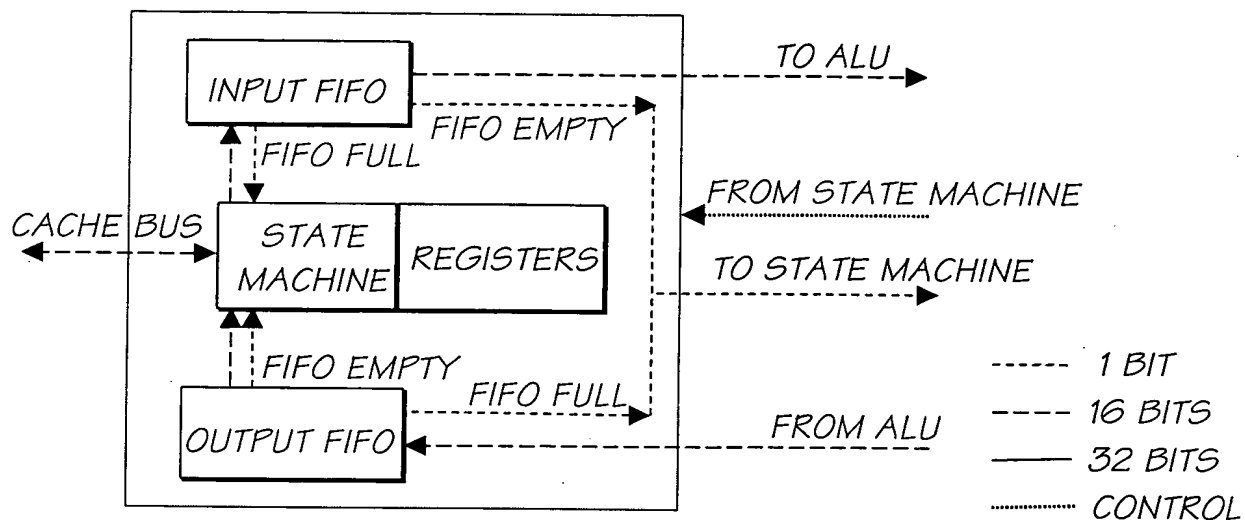 TO ALU
INPUT FIFO
FIFO EMPTY
FIFO FULL
FROM STATE MACHINE
CACHE BUS
STATE
MACHINE
REGISTERS
TO STATE MACHINE
FIFO EMPTY
1 BIT
FIFO FULL
16 BITS
OUTPUT FIFO
FROM ALU
32 BITS
CONTROL